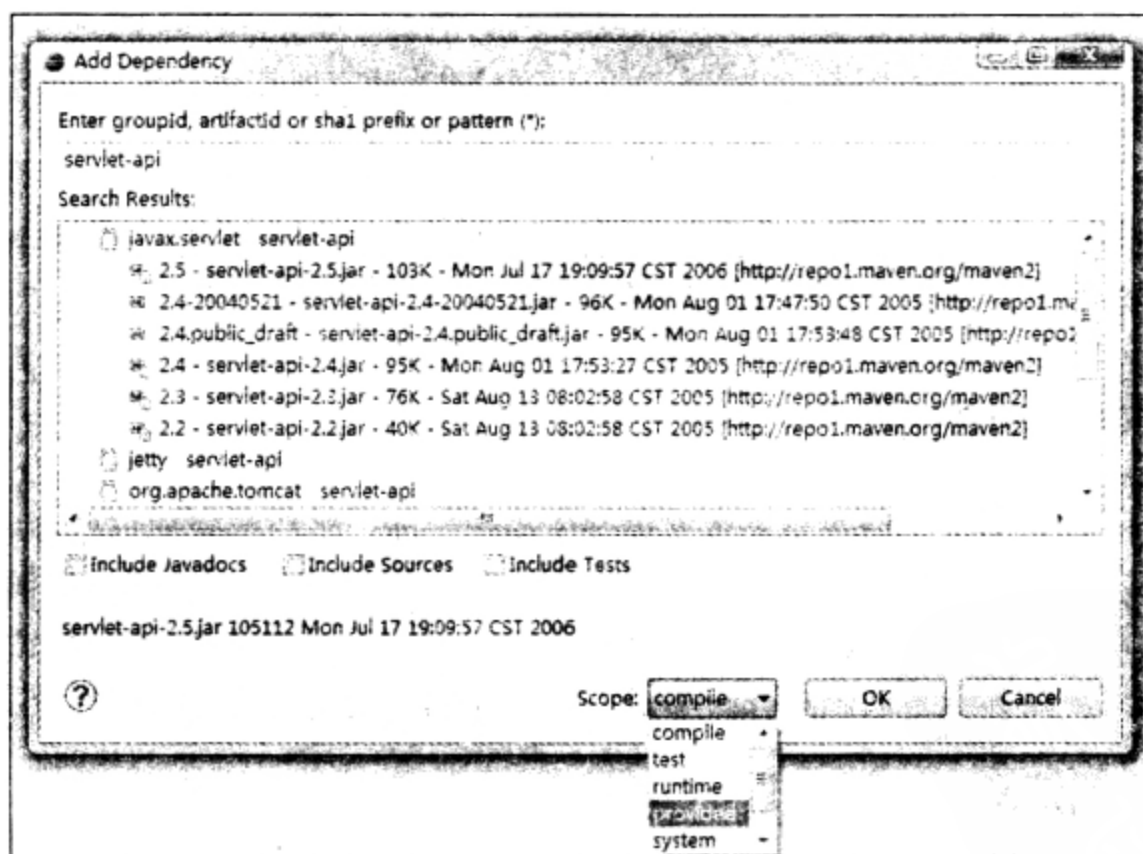 Add Dependency
Enter groupid, artifactid or sha1 prefix or pattern (*):
servlet-api
Search Results:
javax.servlet servlet-api
2.5 - servlet-api-2.5.jar - 103K - Mon Jul 17 19:09:57 CST 2006 [http://repo1.maven.org/maven2]
2.4-20040521 - servlet-api-2.4-20040521.jar - 96K - Mon Aug 01 17:47:50 CST 2005 [http://repo1.ma
2.4.public_draft - servlet-api-2.4.public_draft.jar - 95K - Mon Aug 01 17:53:48 CST 2005 [http://repo1
2.4 - servlet-api-2.4.jar - 95K - Mon Aug 01 17:53:27 CST 2005 [http://repo1.maven.org/maven2]
2.3 - servlet-api-2.3.jar - 76K - Sat Aug 13 08:02:58 CST 2005 [http://repo1.maven.org/maven2]
2.2 - servlet-api-2.2.jar - 40K - Sat Aug 13 08:02:58 CST 2005 [http://repo1.maven.org/maven2]
jetty servlet-api
org.apache.tomcat servlet-api
Include Javadocs Include Sources Include Tests
servlet-api-2.5.jar 105112 Mon Jul 17 19:09:57 CST 2006
Scope: compile OK Cancel
compile
test
runtime
provided
system